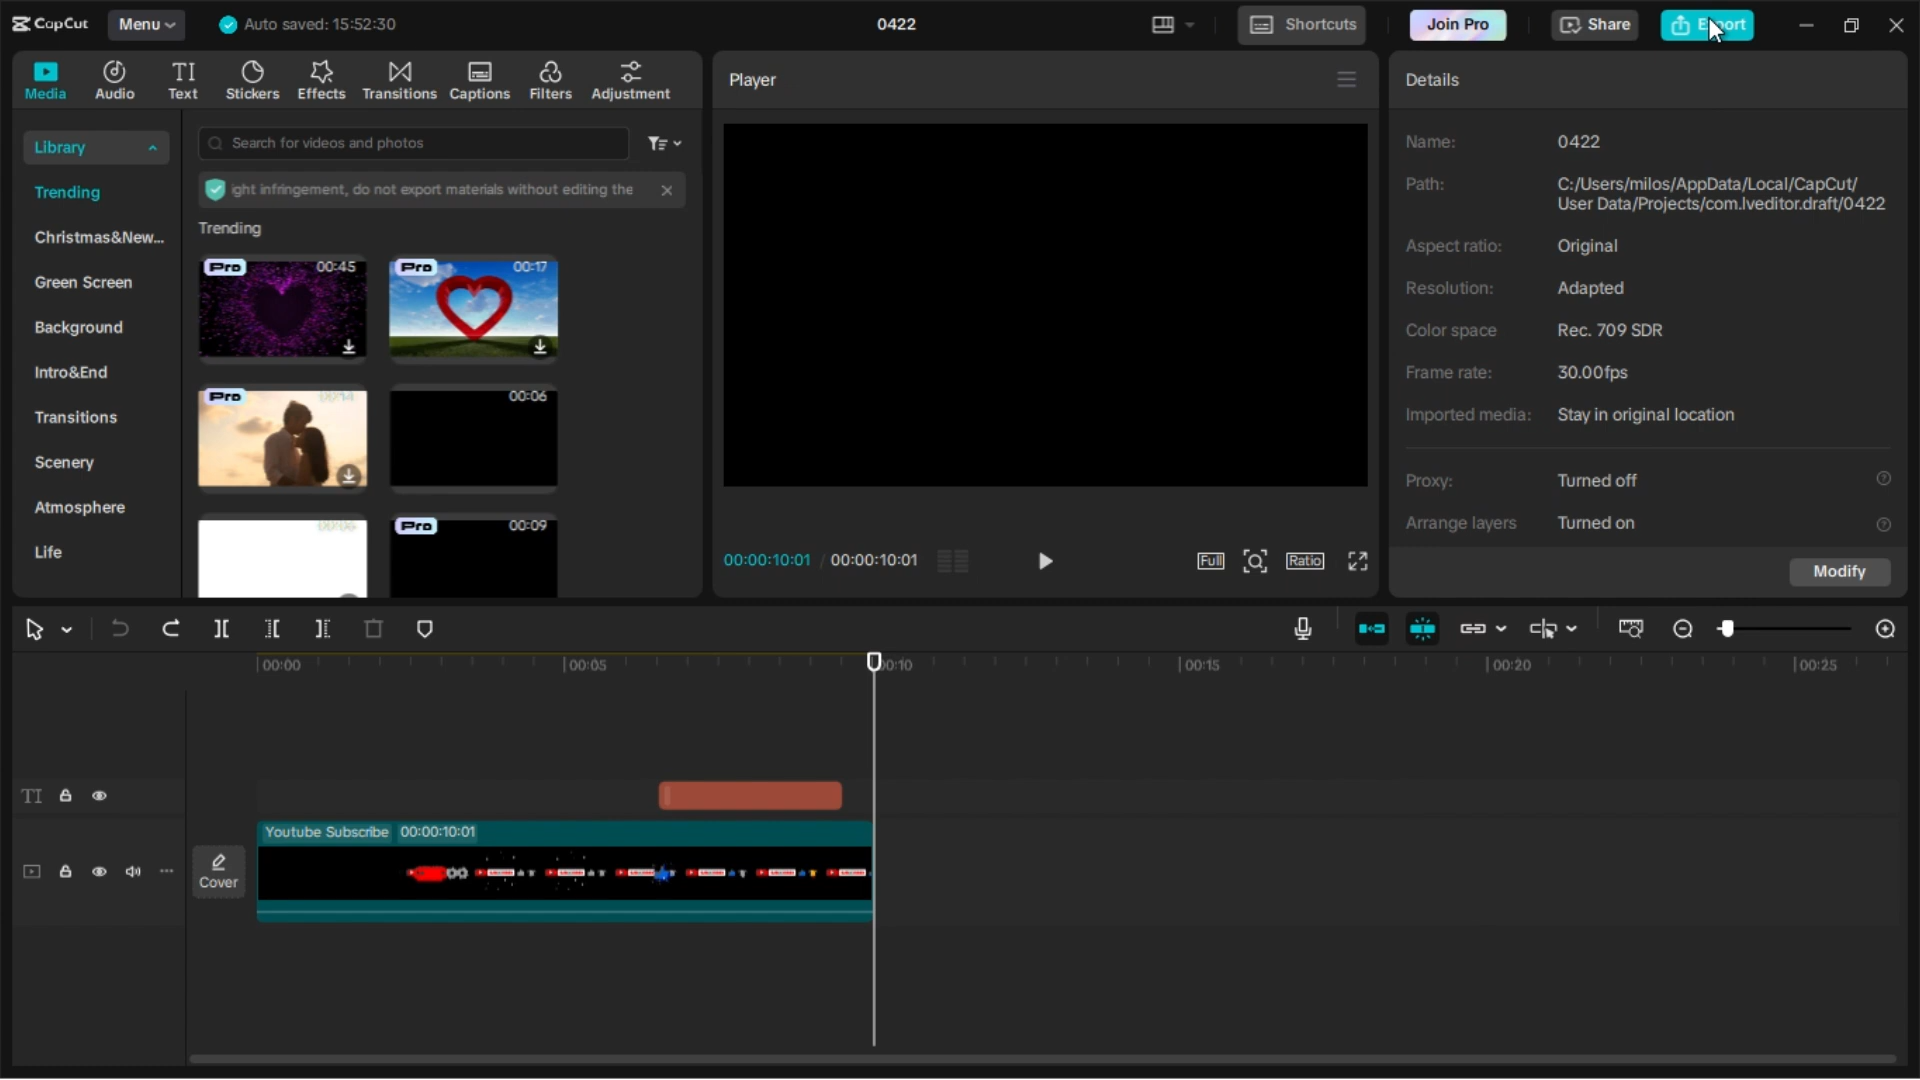 CapCut
Menu
Auto saved: 15:52:30
0422
Shortcuts
Join Pro
Share
Media
Audio
Text
Stickers
Effects
Transitions
Captions
Filters
Adjustment
Player
Details
Library
Trending
Christmas&New...
Green Screen
Background
Intro&End
Transitions
Scenery
Atmosphere
Life
Search for videos and photos
ight infringement, do not export materials without editing the
Trending
Pro
00:45
Pro
00:17
Pro
00:14
00:06
Pro
00:09
00:00:10:01 / 00:00:10:01
Full
Ratio
Name: 0422
Path: C:/Users/milos/AppData/Local/CapCut/
User Data/Projects/com.lveditor.draft/0422
Aspect ratio: Original
Resolution: Adapted
Color space Rec. 709 SDR
Frame rate: 30.00fps
Imported media: Stay in original location
Proxy: Turned off
Arrange layers Turned on
Modify
00:00
00:05
00:15
00:20
00:25
TI
Cover
Youtube Subscribe 00:00:10:01